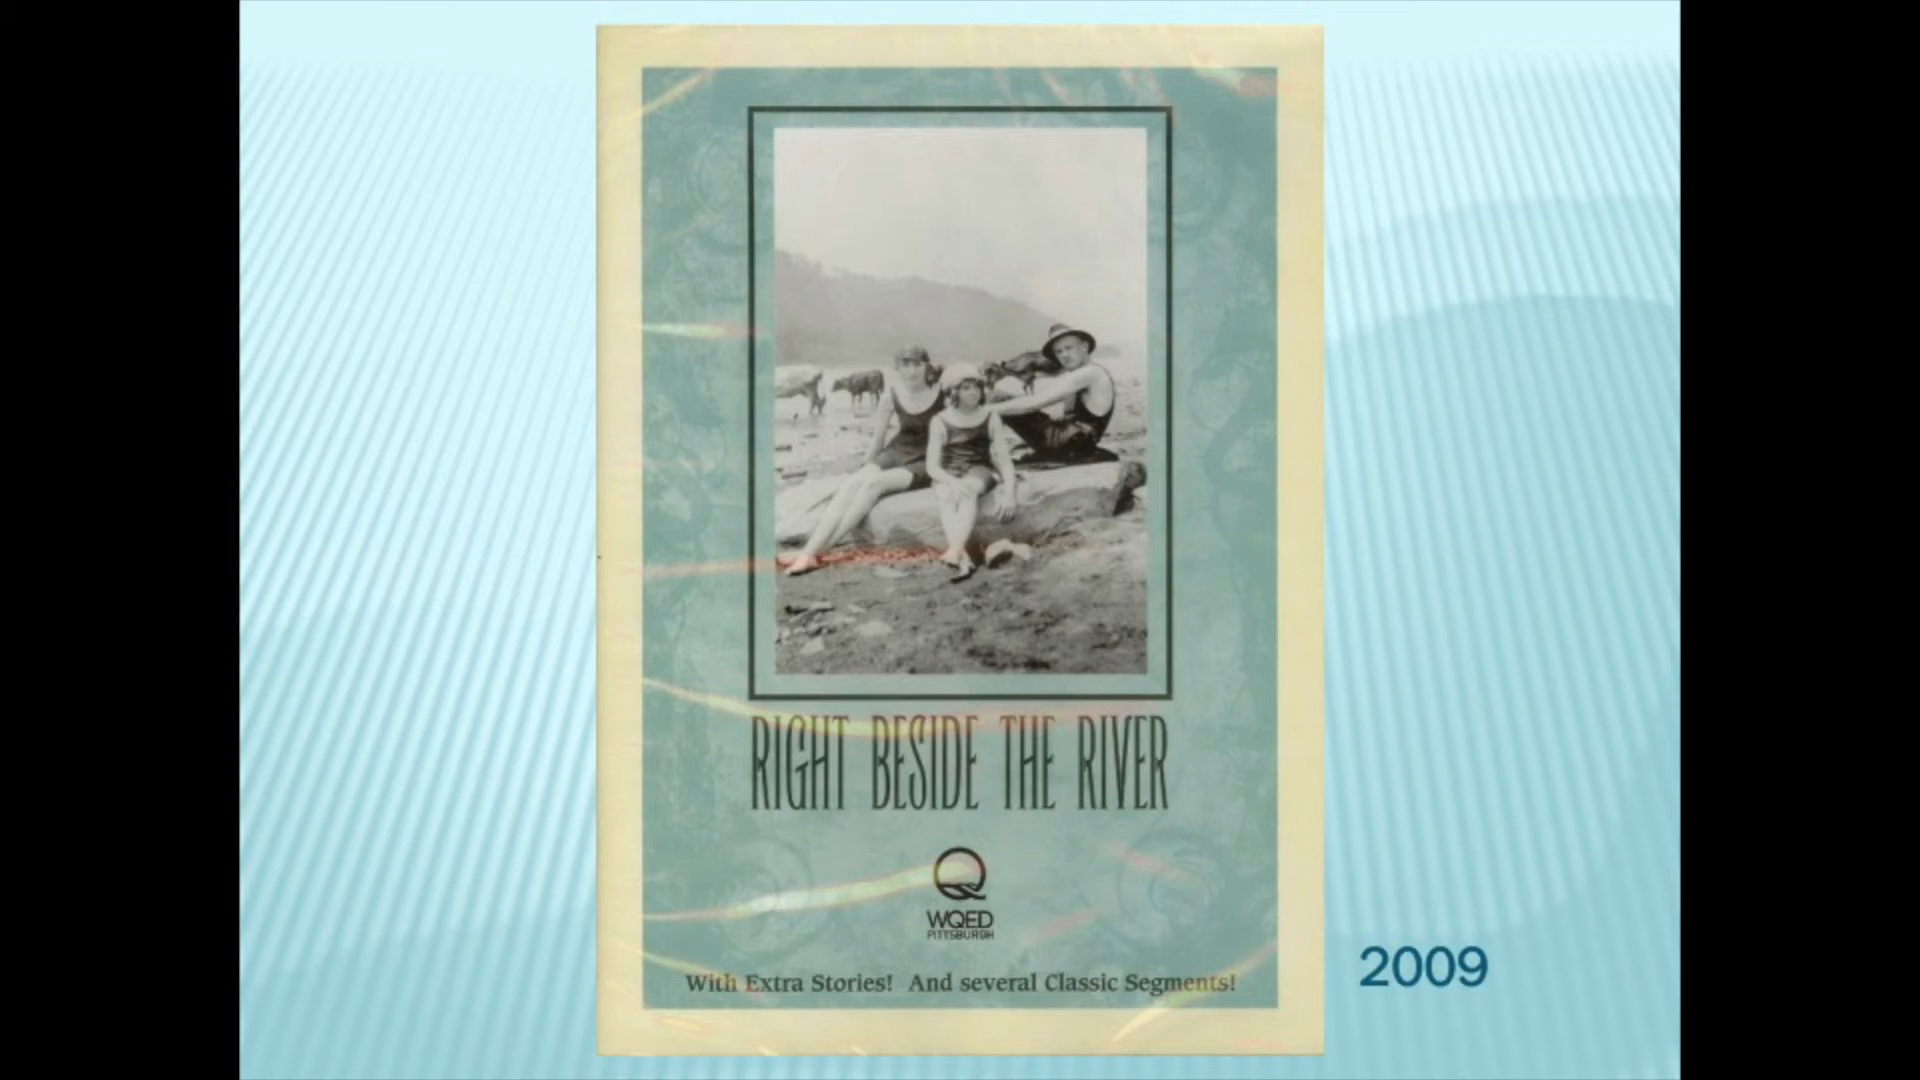 RIGHT BESIDE THE RIVER
WQED
PITTSBURGH
With Extra Stories! And several Classic Segments!
2009